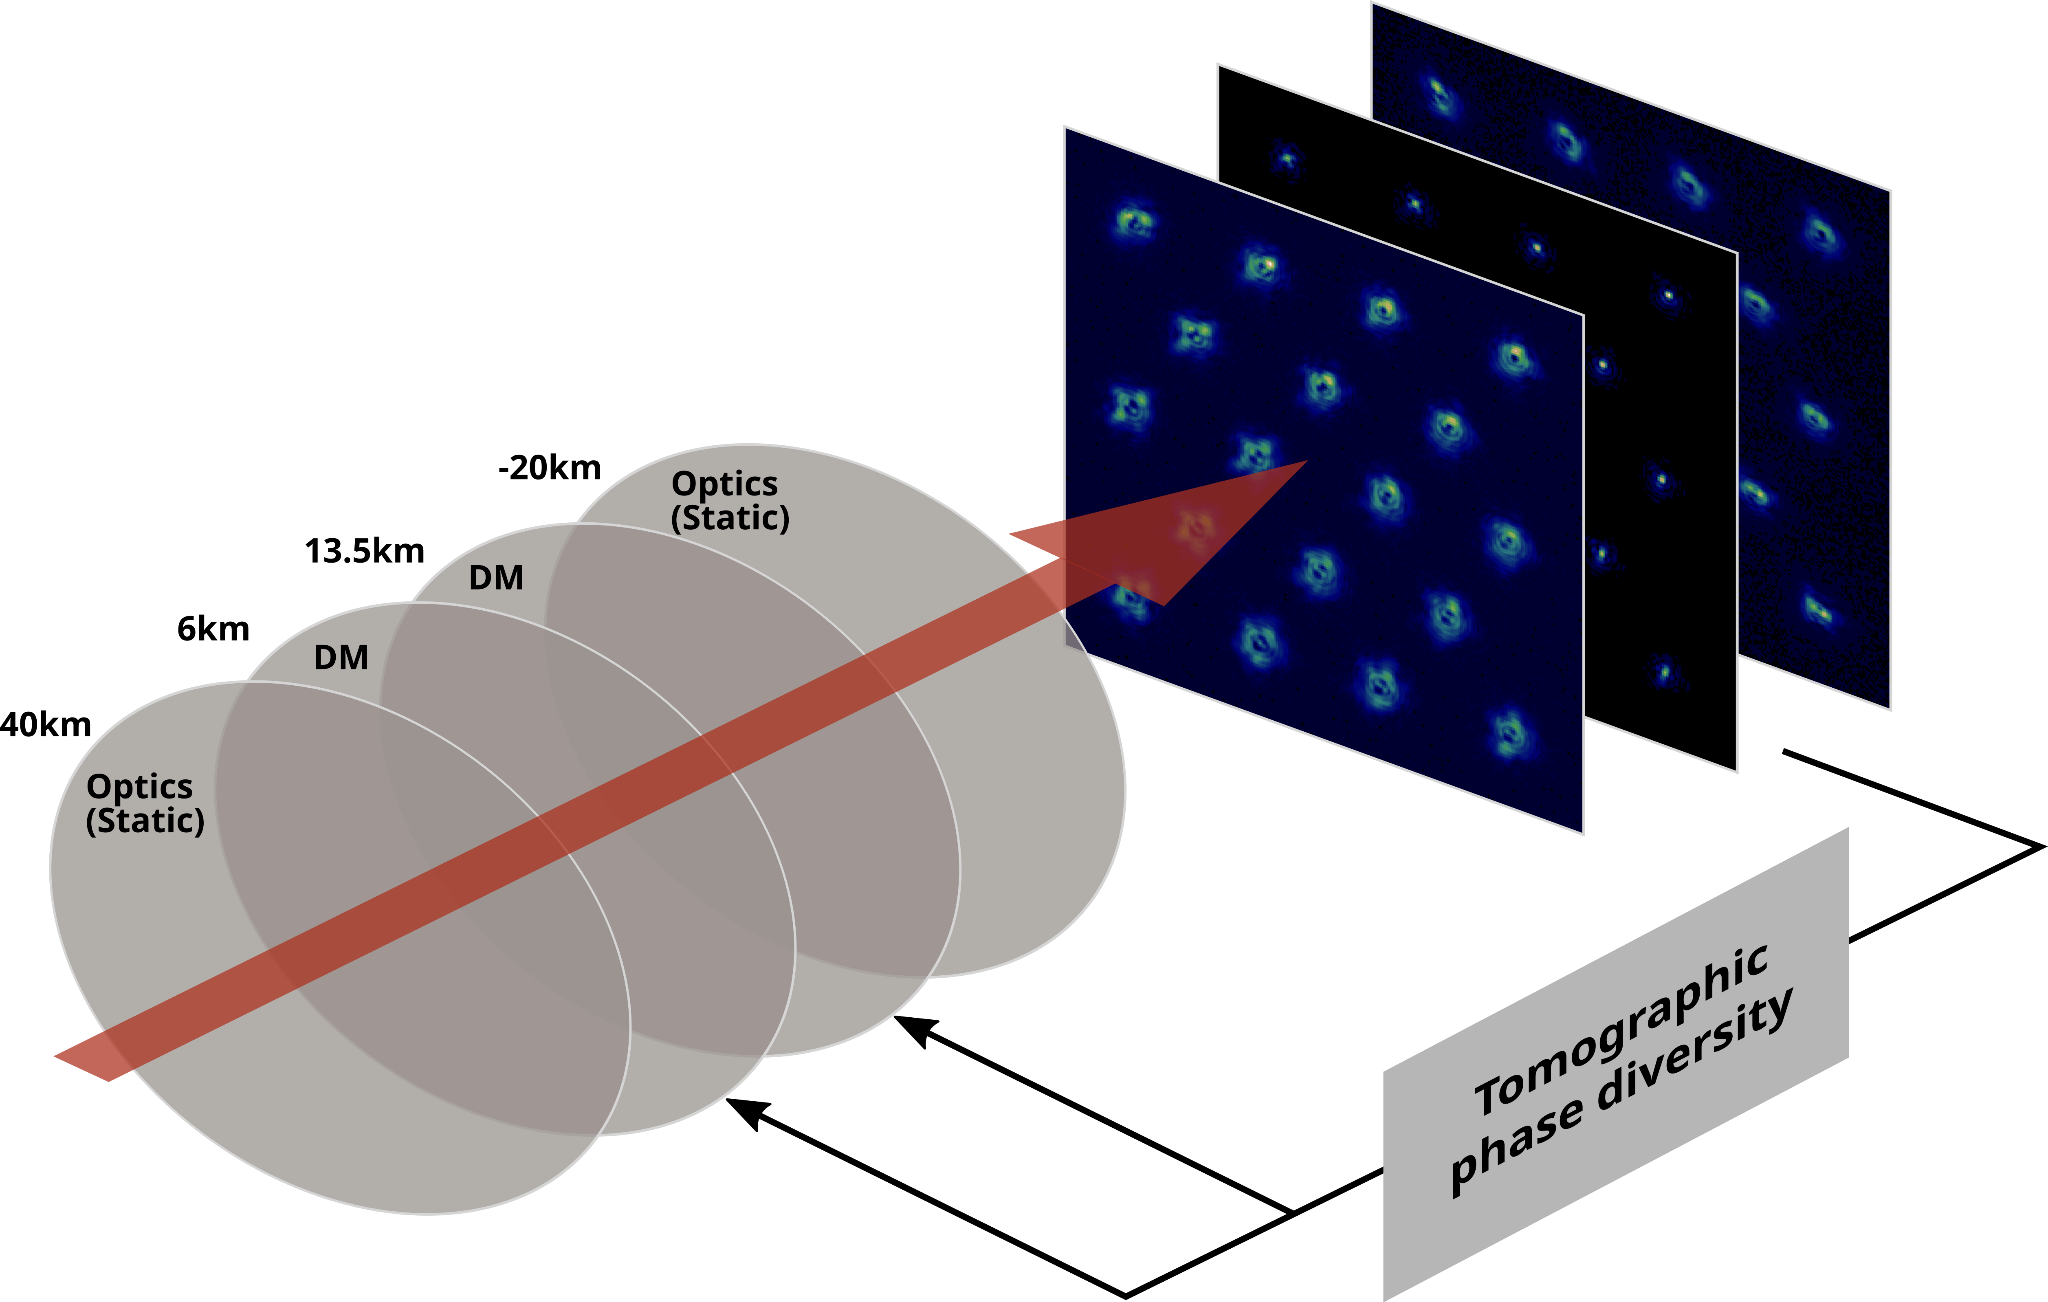 -20km
Optics
(Static)
13.5km
DM
6km
DM
40km
Optics
(Static)
Tomographic
phase diversity